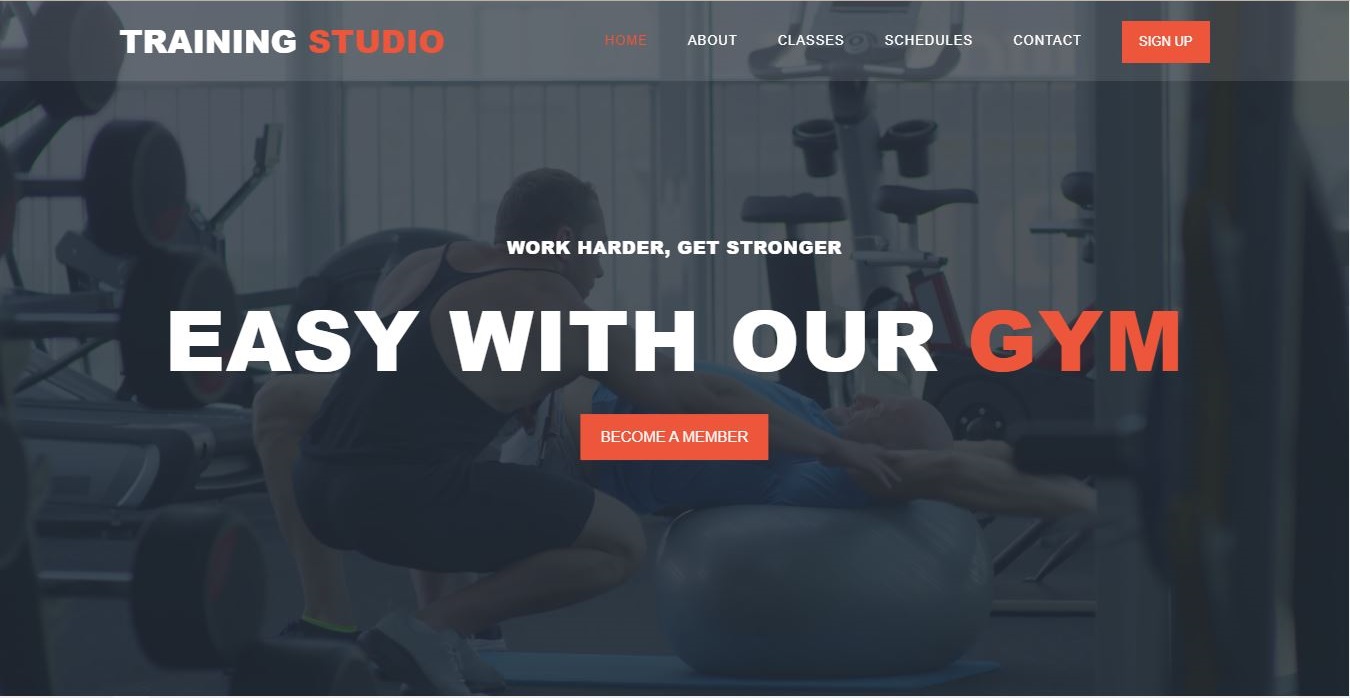 TRAINING STUDIO
HOME ABOUT CLASSES SCHEDULES CONTACT SIGN UP
WORK HARDER, GET STRONGER
EASY WITH OUR GYM
BECOME A MEMBER